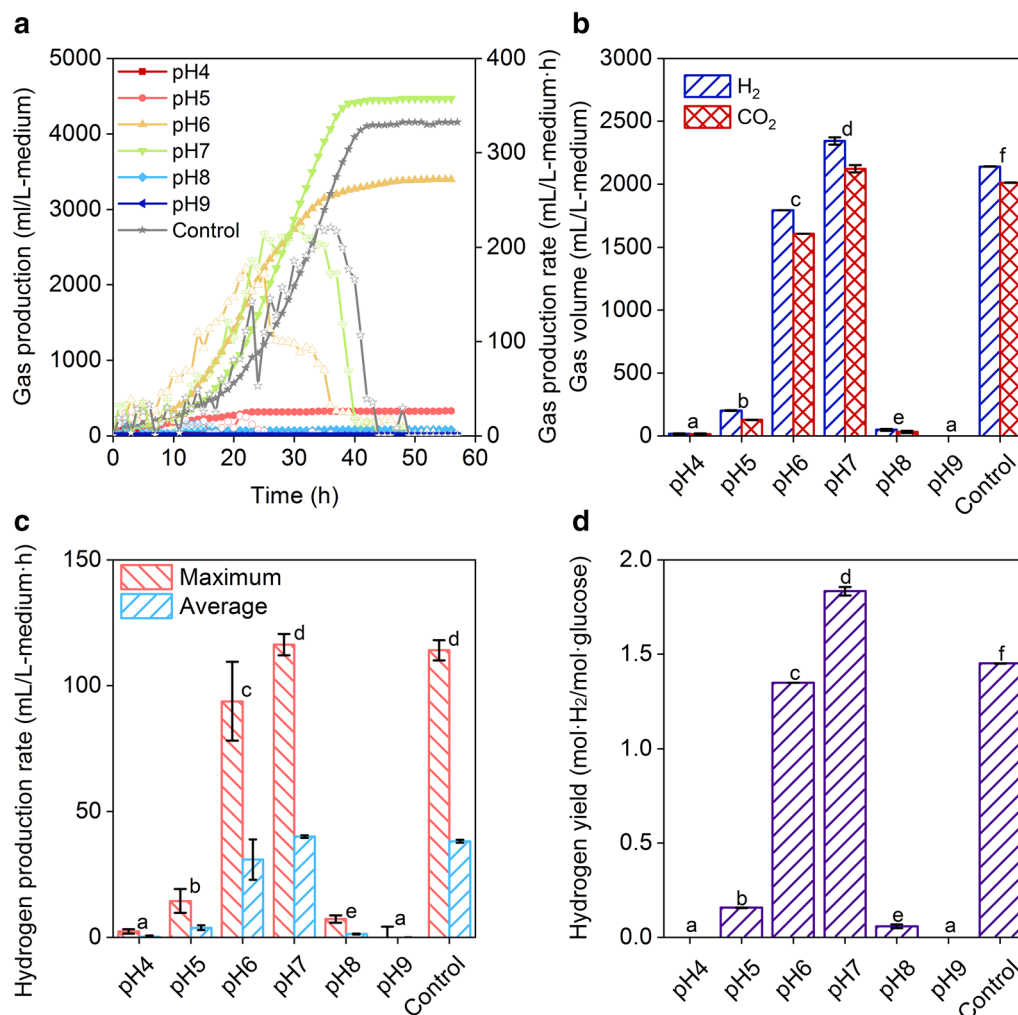 a
Gas production (ml/L-medium)
5000
4000
3000
2000
1000
0
pH4
pH5
pH6
pH7
pH8
pH9
Control
400
300
200
100
0
Gas production rate (mL/L-medium·h)
0 10 20 30 40 50 60
Time (h)
b
Gas volume (mL/L-medium)
3000
2500
2000
1500
1000
500
0
H₂
CO₂
a b c d e a f
pH4 pH5 pH6 pH7 pH8 pH9 Control
c
Hydrogen production rate (mL/L-medium·h)
150
100
50
0
Maximum
Average
a b c d e a d
pH4 pH5 pH6 pH7 pH8 pH9 Control
d
Hydrogen yield (mol·H₂/mol·glucose)
2.0
1.5
1.0
0.5
0.0
a b c d e a f
pH4 pH5 pH6 pH7 pH8 pH9 Control